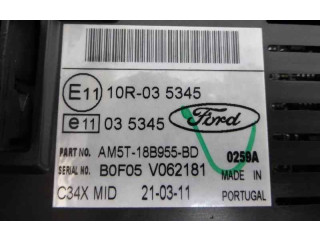 E11 10R-03 5345
e11 03 5345 Ford
PART NO. AM5T-18B955-BD 0259A
SERIAL NO. B0F05 V062181 MADE IN
C34X MID 21-03-11 PORTUGAL